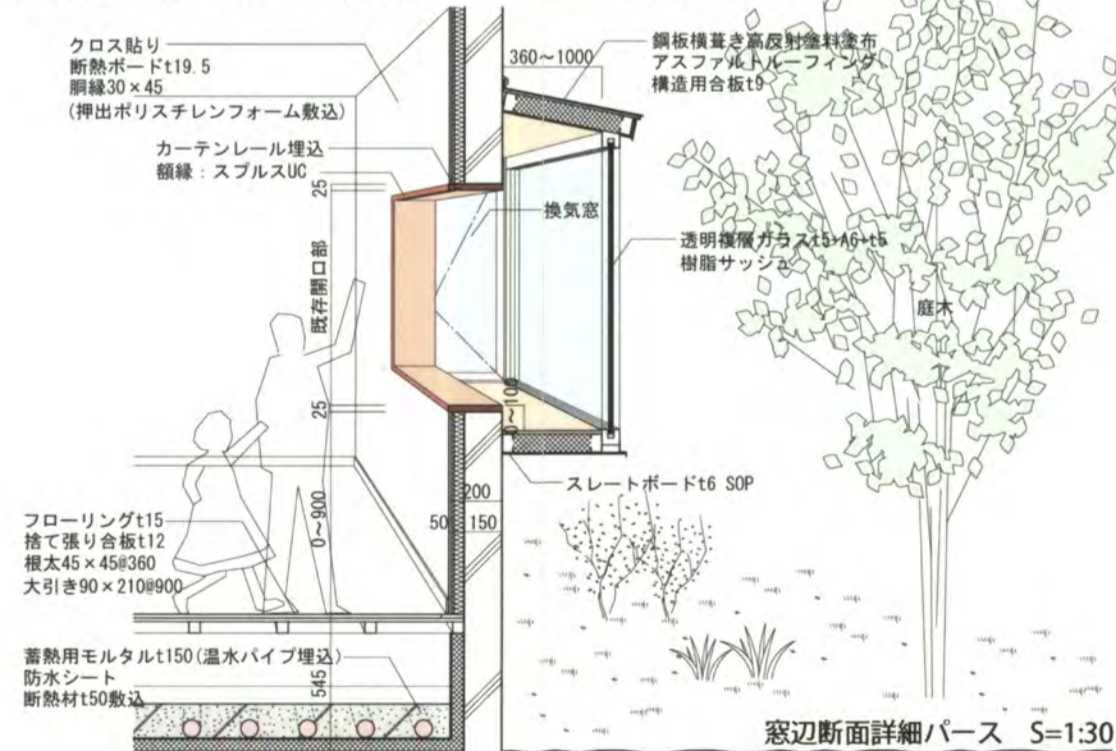 クロス貼り
断熱ボードt19.5
胴縁30×45
(押出ポリスチレンフォーム敷込)
カーテンレール埋込
額縁：スプルスUC
360~1000
鋼板横葺き高反射塗料塗布
アスファルトルーフィング
構造用合板t9
換気窓
透明複層ガラスt5+A6+t5
樹脂サッシュ
庭木
25
既存開口部
25
0~900
545
0~100
200
50
150
スレートボードt6 SOP
フローリングt15
捨て張り合板t12
根太45×45@360
大引き90×210@900
蓄熱用モルタルt150(温水パイプ埋込)
防水シート
断熱材t50敷込
窓辺断面詳細パース S=1:30